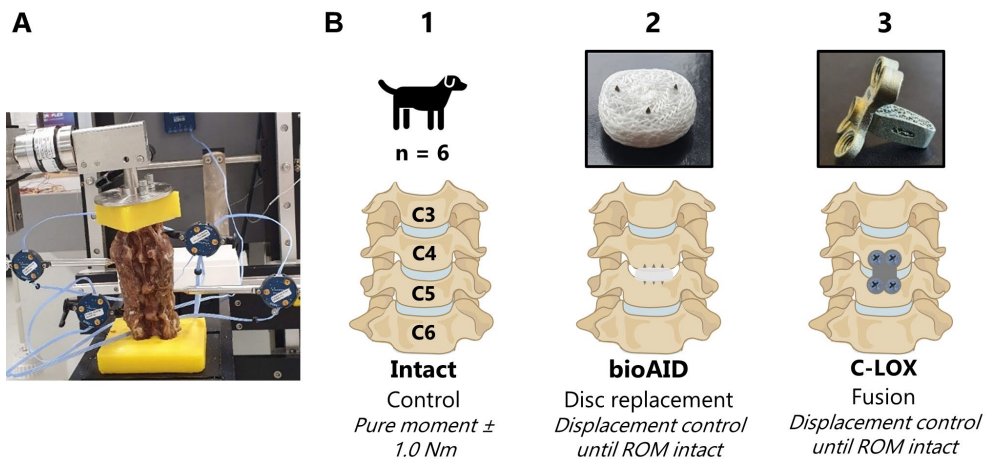 A
B
1
2
3
n = 6
C3
C4
C5
C6
Intact
Control
Pure moment ±
1.0 Nm
bioAID
Disc replacement
Displacement control
until ROM intact
C-LOX
Fusion
Displacement control
until ROM intact